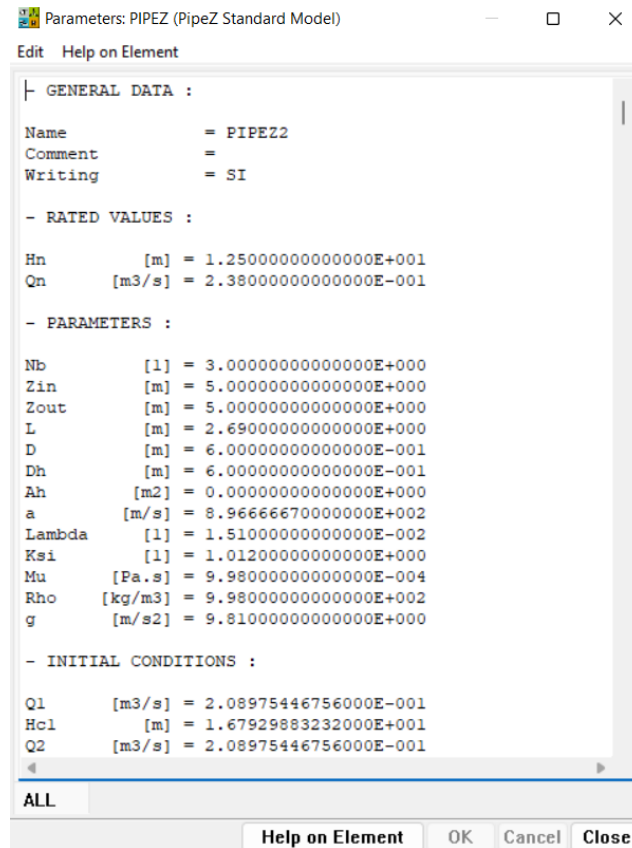 Parameters: PIPEZ (PipeZ Standard Model)
Edit Help on Element
- GENERAL DATA :
Name = PIPEZ2
Comment =
Writing = SI
- RATED VALUES :
Hn [m] = 1.25000000000000E+001
Qn [m3/s] = 2.38000000000000E-001
- PARAMETERS :
Nb [1] = 3.00000000000000E+000
Zin [m] = 5.00000000000000E+000
Zout [m] = 5.00000000000000E+000
L [m] = 2.69000000000000E+000
D [m] = 6.00000000000000E-001
Dh [m] = 6.00000000000000E-001
Ah [m2] = 0.00000000000000E+000
a [m/s] = 8.96666670000000E+002
Lambda [1] = 1.51000000000000E-002
Ksi [1] = 1.01200000000000E+000
Mu [Pa.s] = 9.98000000000000E-004
Rho [kg/m3] = 9.98000000000000E+002
g [m/s2] = 9.81000000000000E+000
- INITIAL CONDITIONS :
Q1 [m3/s] = 2.08975446756000E-001
Hc1 [m] = 1.67929883232000E+001
Q2 [m3/s] = 2.08975446756000E-001
ALL
Help on Element OK Cancel Close